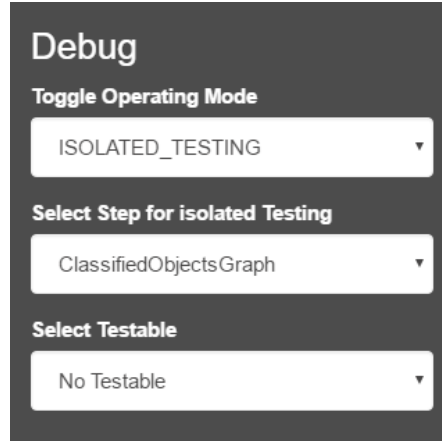 Debug
Toggle Operating Mode
ISOLATED_TESTING
Select Step for isolated Testing
ClassifiedObjectsGraph
Select Testable
No Testable